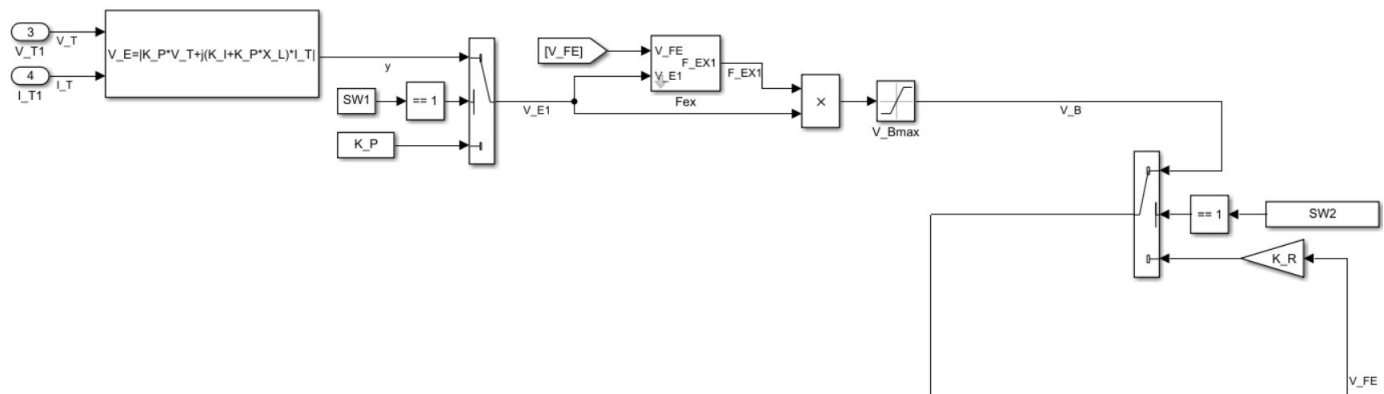 3
V_T1
V_T
4
I_T1
I_T
V_E=|K_P*V_T+j(K_I+K_P*X_L)*I_T|
y
SW1
== 1
K_P
V_E1
[V_FE]
V_FE
V_E1
F_EX1
Fex
F_EX1
×
V_Bmax
V_B
== 1
SW2
K_R
V_FE